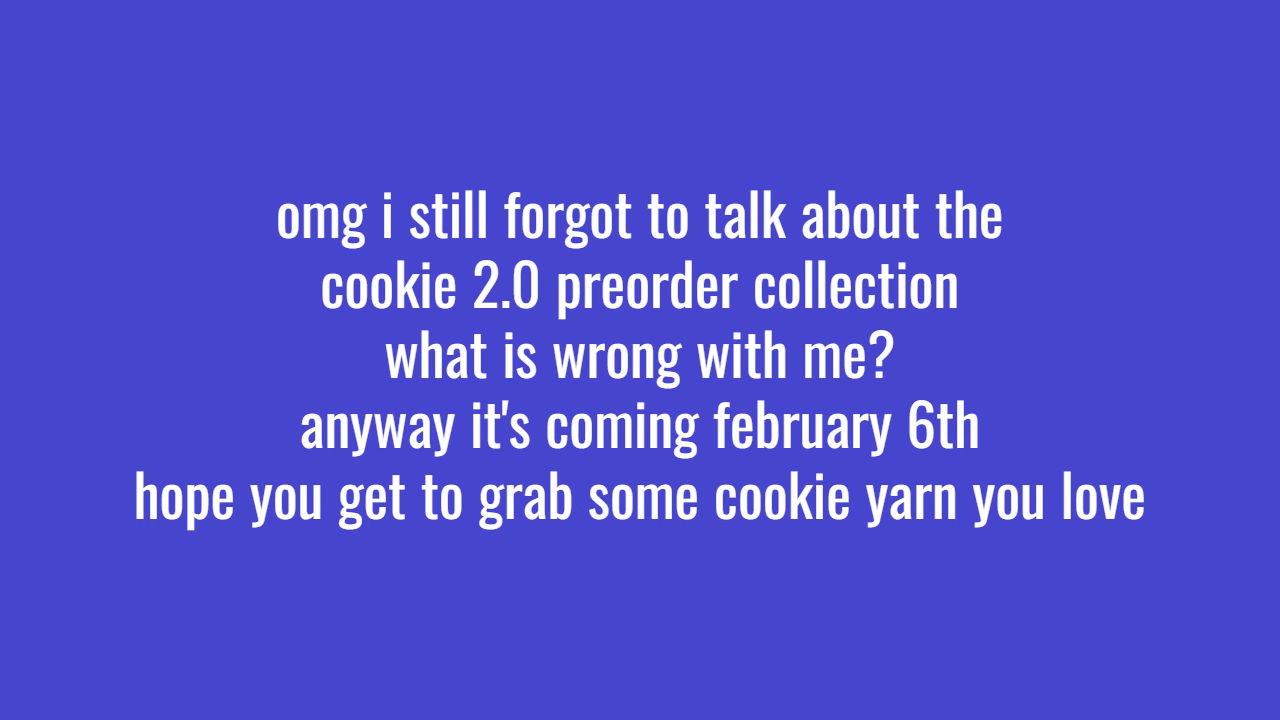 omg i still forgot to talk about the
cookie 2.0 preorder collection
what is wrong with me?
anyway it's coming february 6th
hope you get to grab some cookie yarn you love